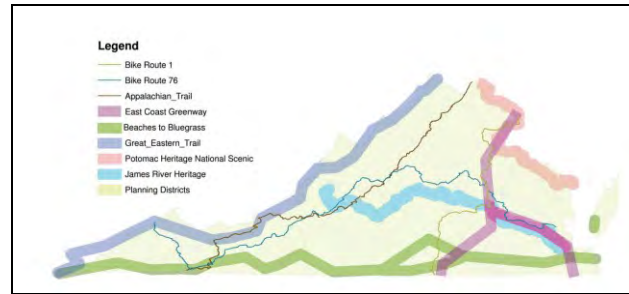 Legend
Bike Route 1
Bike Route 76
Appalachian_Trail
East Coast Greenway
Beaches to Bluegrass
Great_Eastern_Trail
Potomac Heritage National Scenic
James River Heritage
Planning Districts